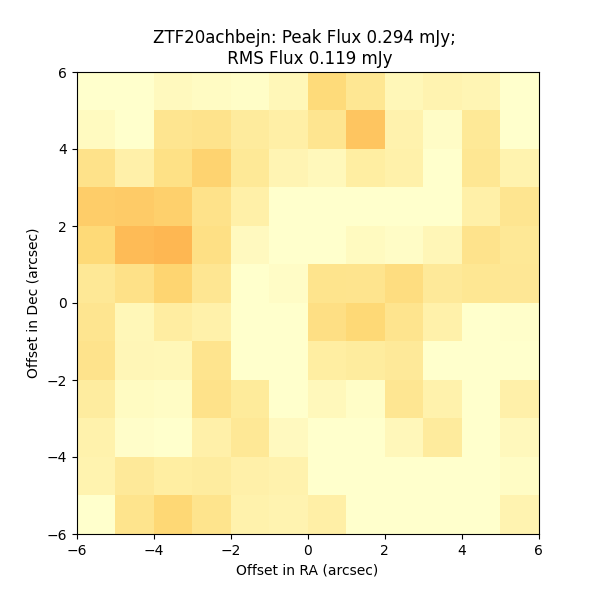 ZTF20achbejn: Peak Flux 0.294 mJy;
RMS Flux 0.119 mJy
6
4
2
0
−2
−4
−6
Offset in Dec (arcsec)
−6 −4 −2 0 2 4 6
Offset in RA (arcsec)